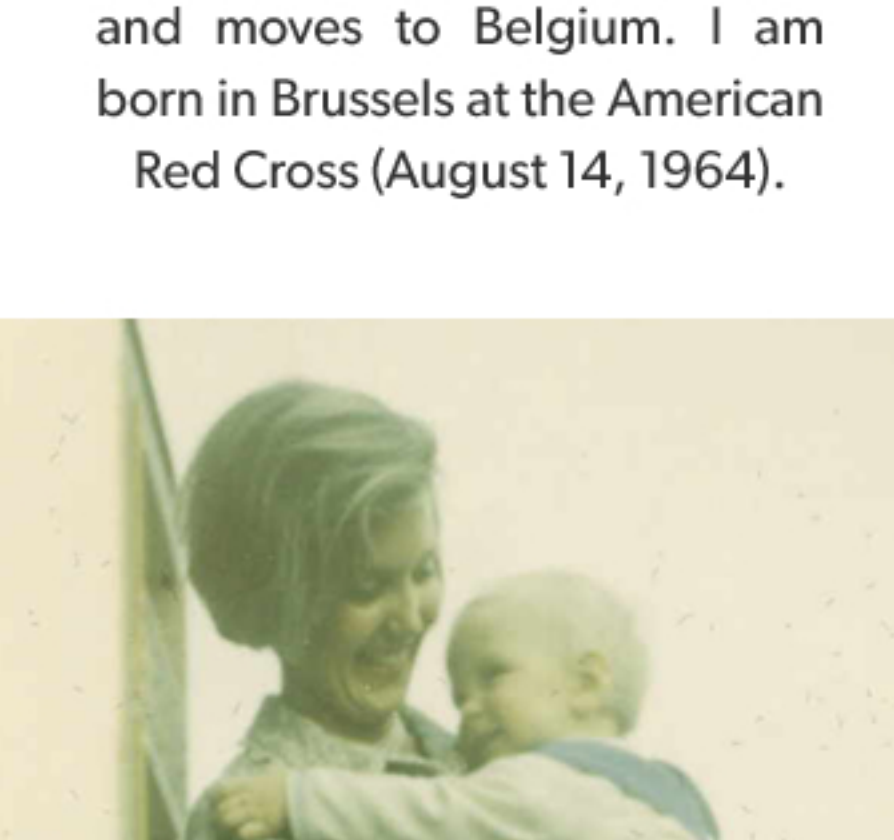 and moves to Belgium. I am
born in Brussels at the American
Red Cross (August 14, 1964).